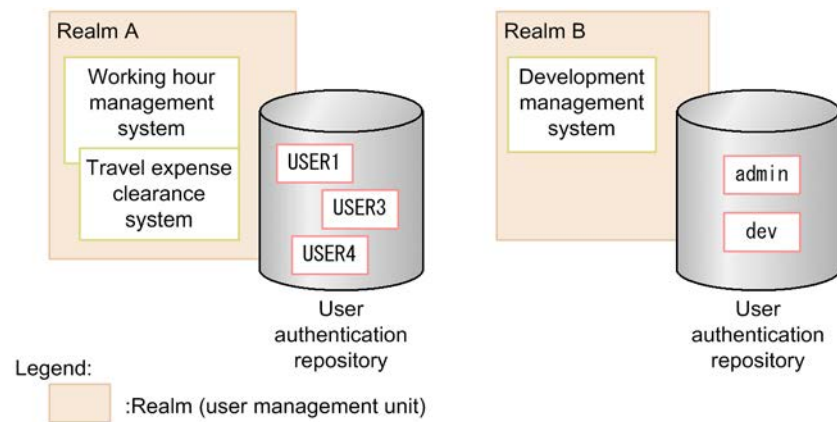 Realm A
Working hour
management
system
Travel expense
clearance
system
USER1
USER3
USER4
User
authentication
repository
Realm B
Development
management
system
admin
dev
User
authentication
repository
Legend:
:Realm (user management unit)